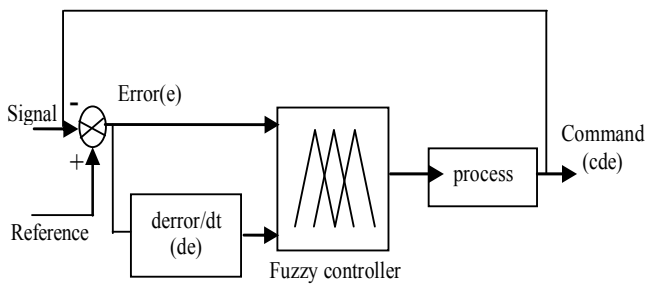 -
Signal
Error(e)
+
Reference
derror/dt
(de)
Fuzzy controller
process
Command
(cde)